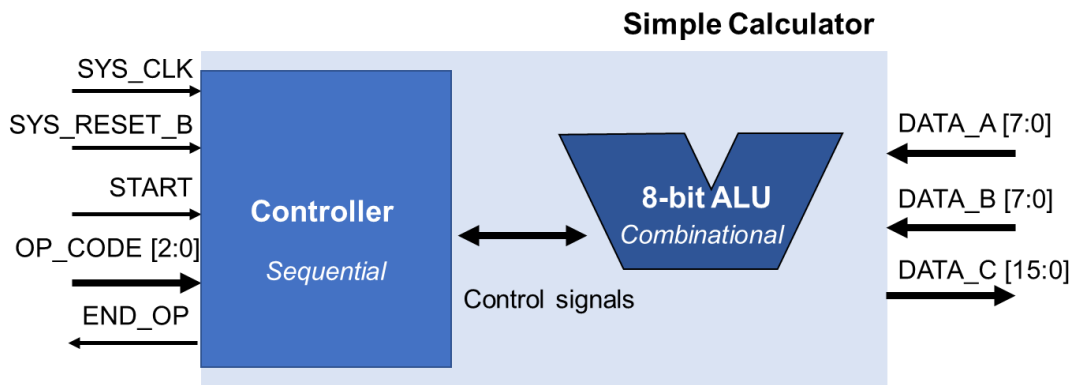 Simple Calculator
SYS_CLK
SYS_RESET_B
START
OP_CODE [2:0]
END_OP
Controller
Sequential
Control signals
8-bit ALU
Combinational
DATA_A [7:0]
DATA_B [7:0]
DATA_C [15:0]